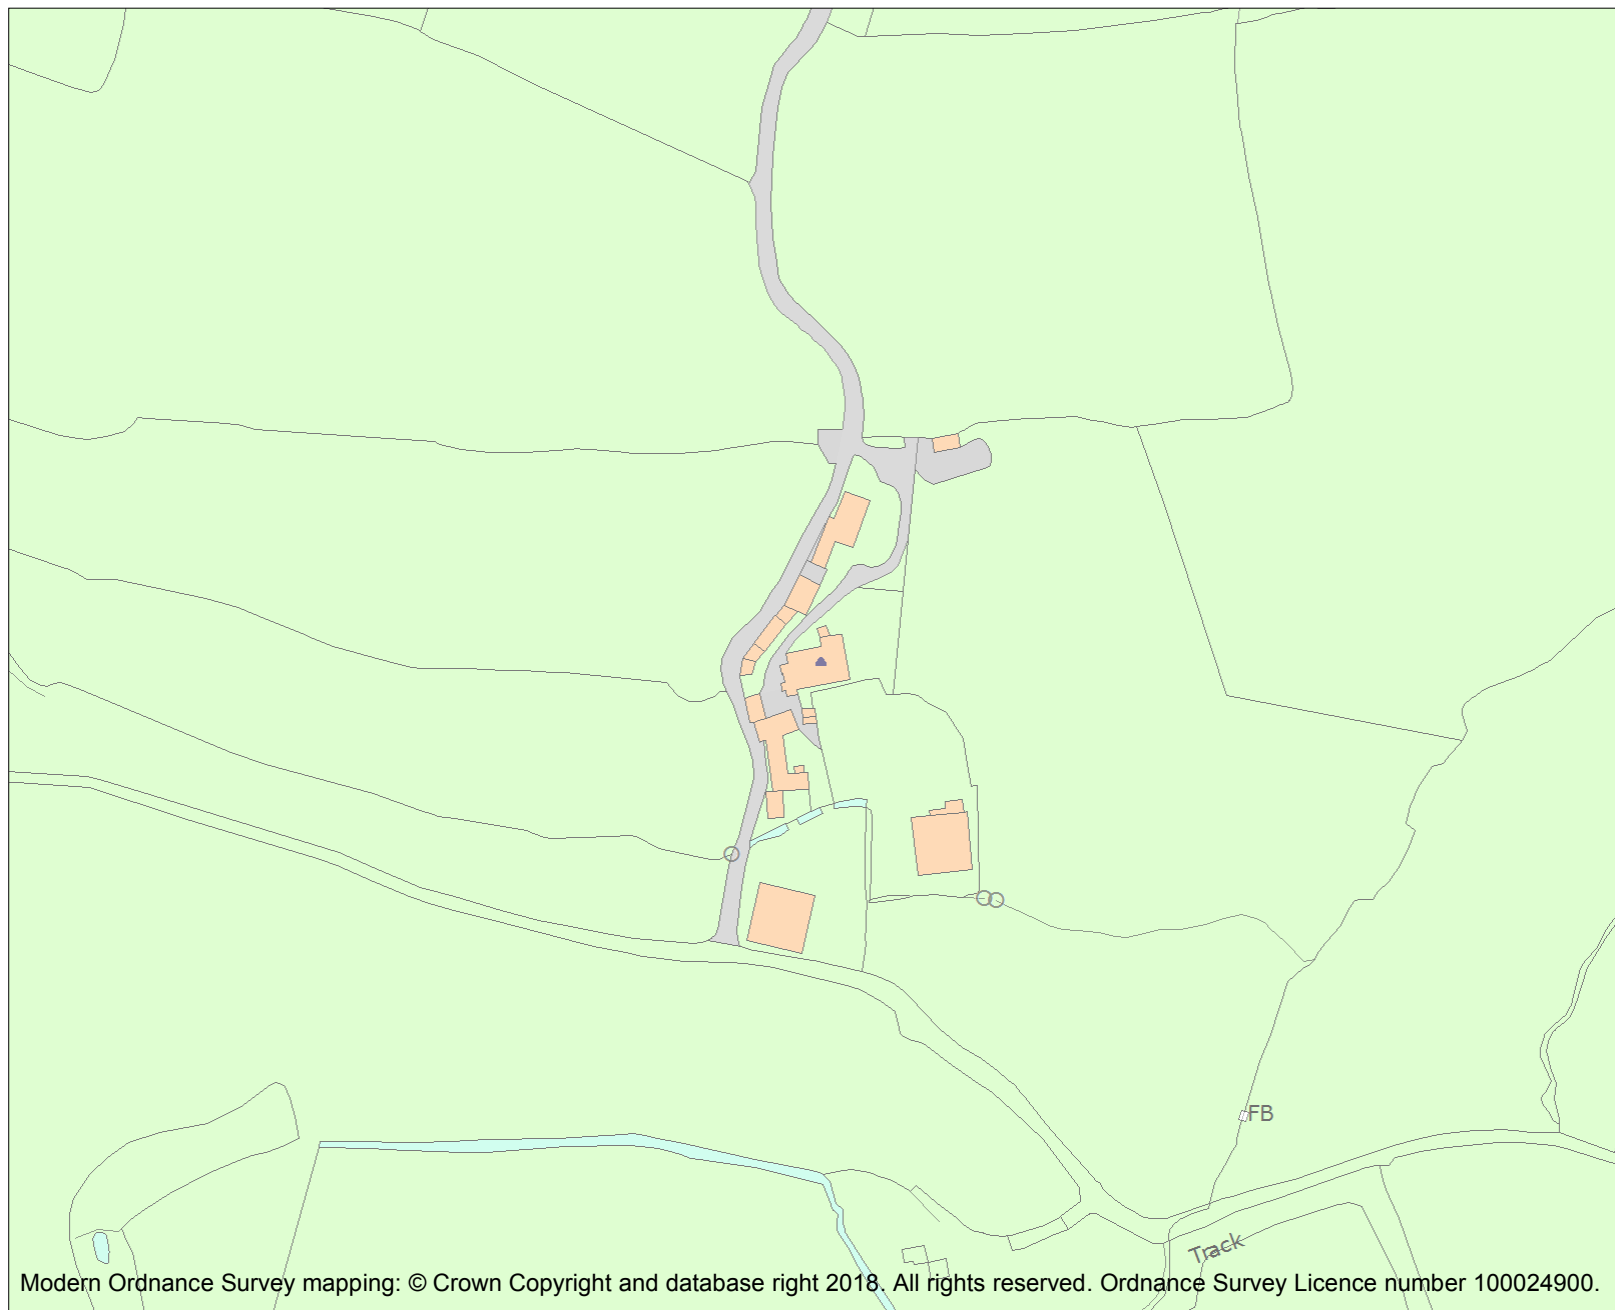 FB
Track
Modern Ordnance Survey mapping: © Crown Copyright and database right 2018. All rights reserved. Ordnance Survey Licence number 100024900.